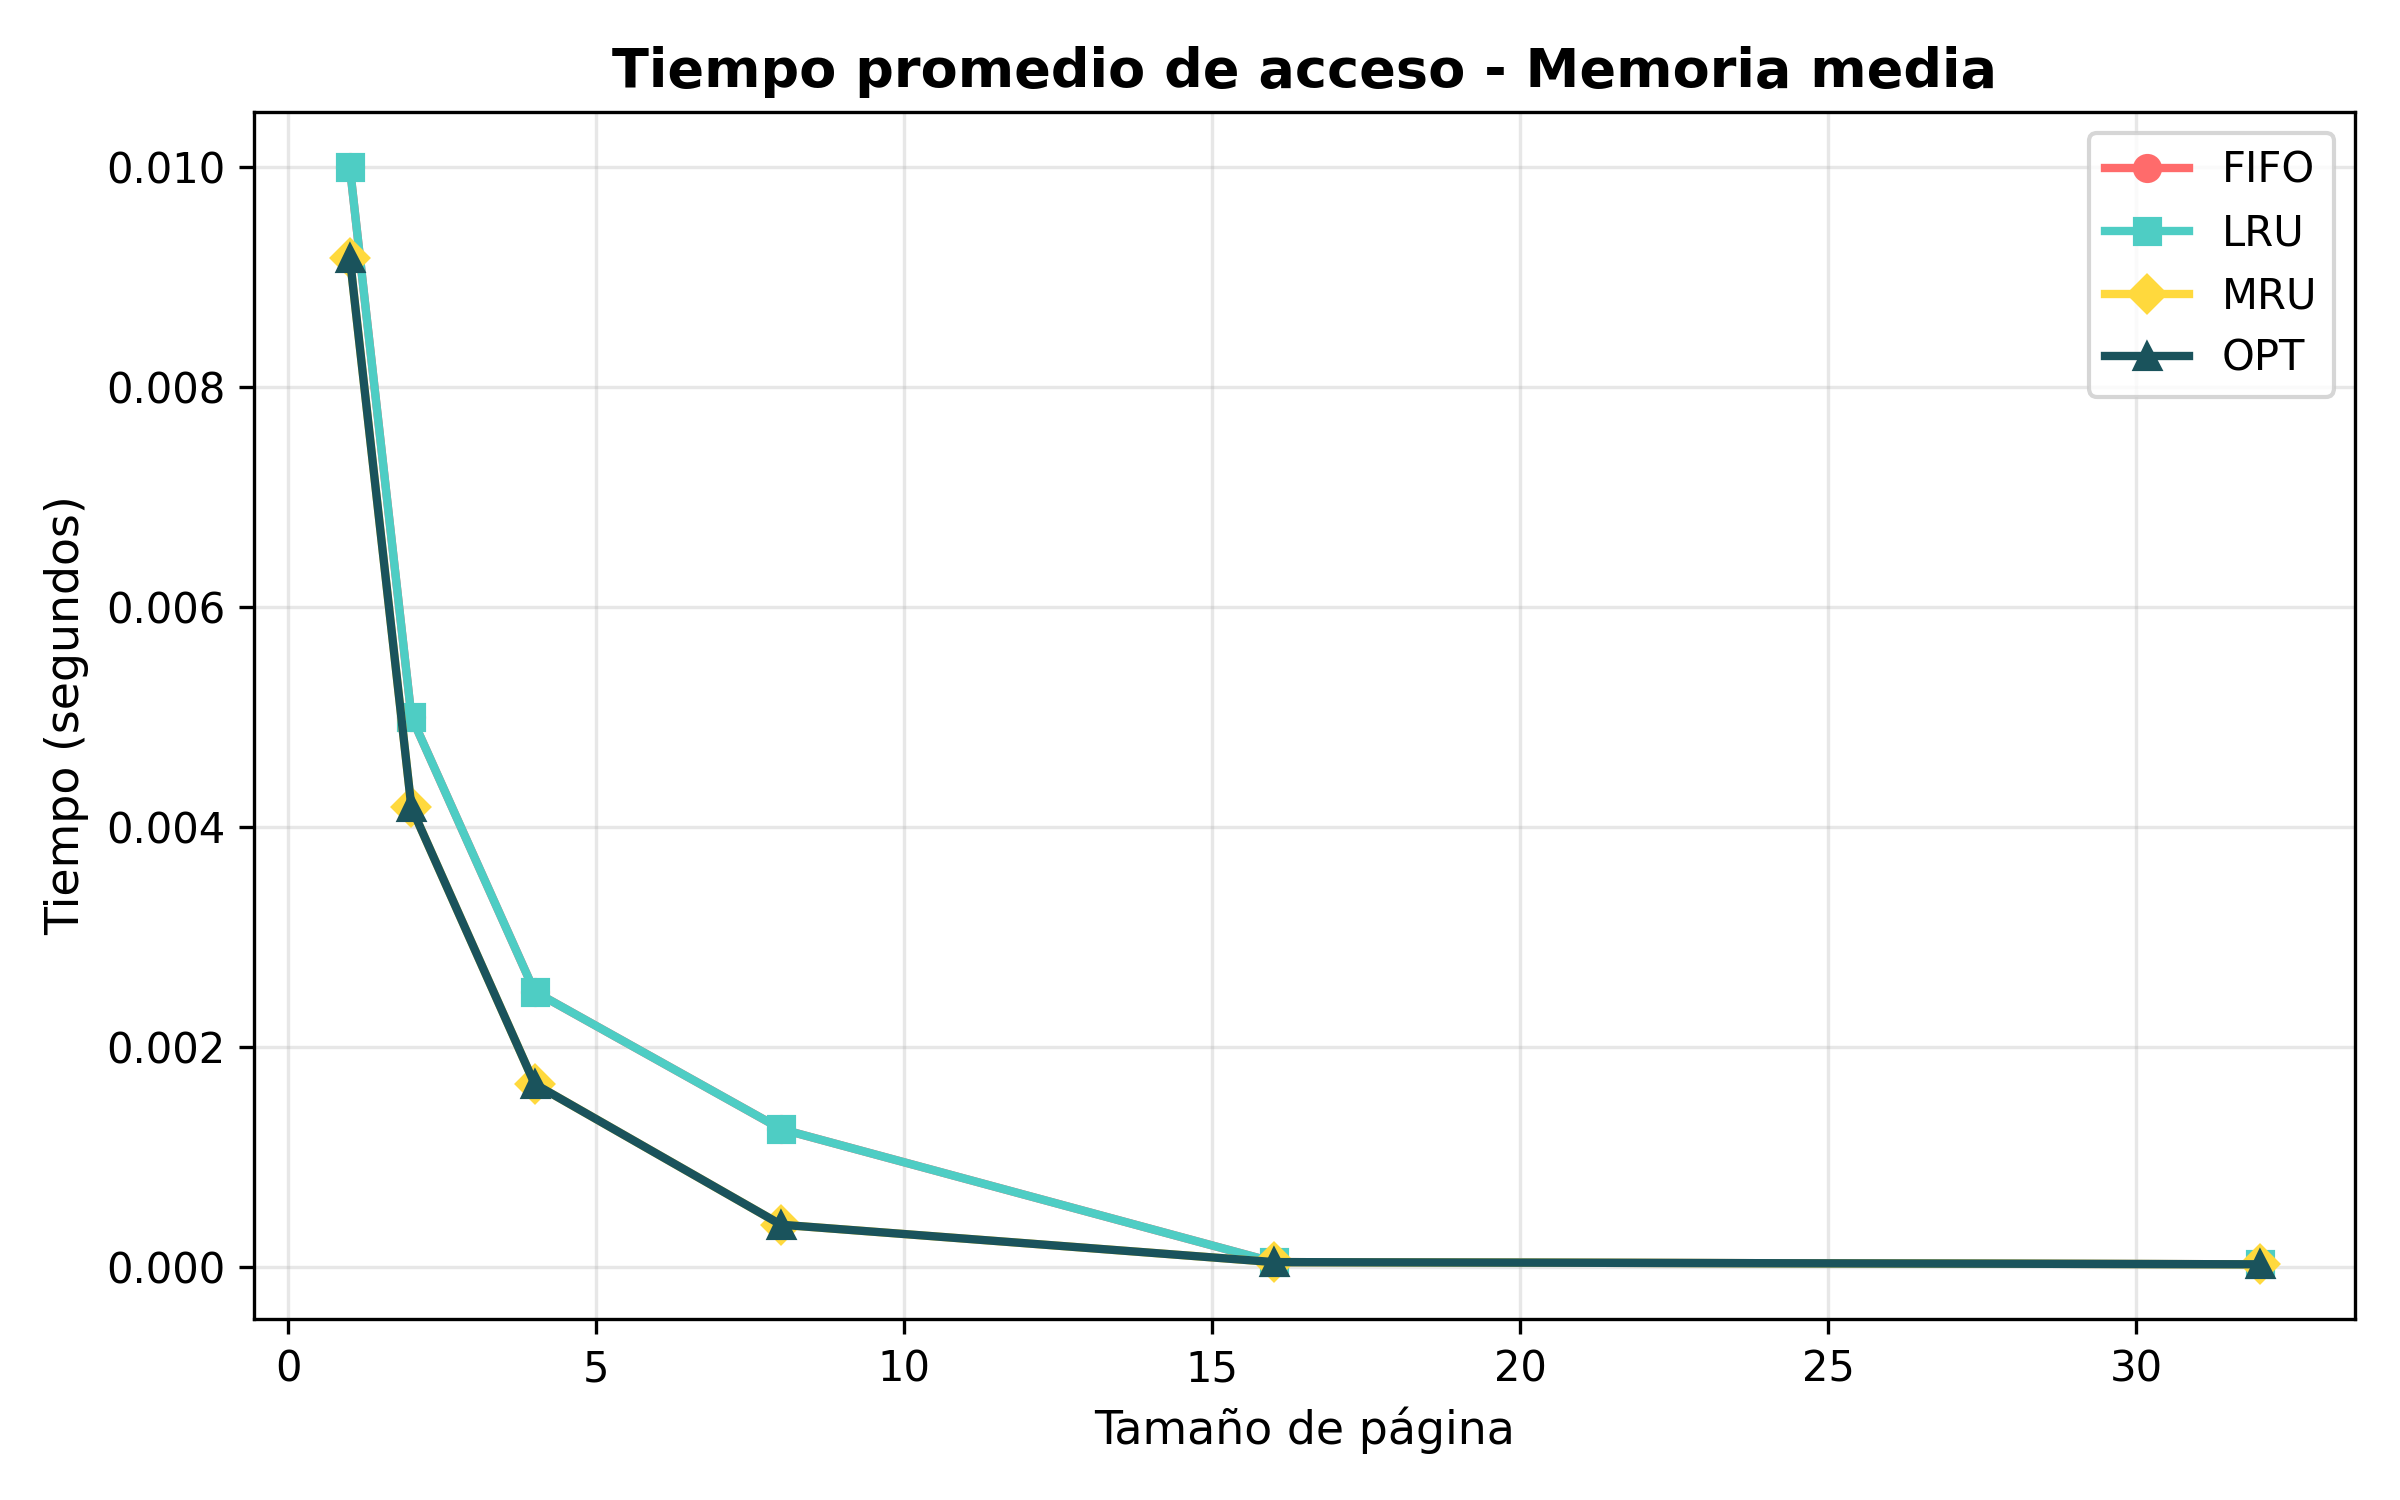 Tiempo promedio de acceso - Memoria media
FIFO
LRU
MRU
OPT
0.010
0.008
0.006
0.004
0.002
0.000
Tiempo (segundos)
0 5 10 15 20 25 30
Tamaño de página